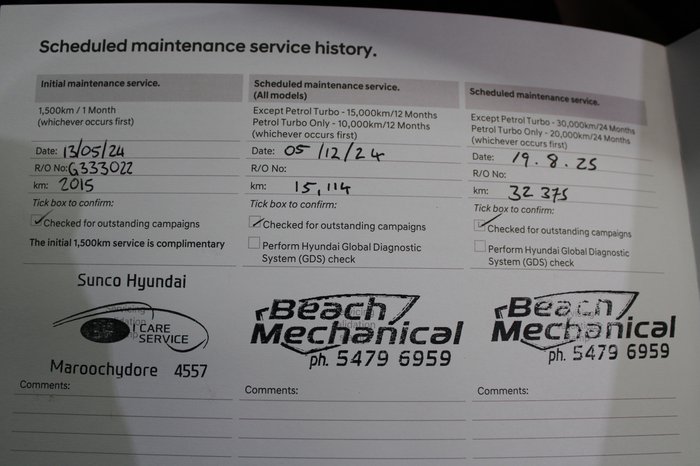 Scheduled maintenance service history.
Initial maintenance service.
1,500km / 1 Month
(whichever occurs first)
Date: 13/05/24
R/O No: G333022
km: 2015
Tick box to confirm:
Checked for outstanding campaigns
The initial 1,500km service is complimentary
Sunco Hyundai
I CARE
SERVICE
Maroochydore 4557
Comments:
Scheduled maintenance service.
(All models)
Except Petrol Turbo - 15,000km/12 Months
Petrol Turbo Only - 10,000km/12 Months
(whichever occurs first)
Date: 05/12/24
R/O No:
km: 15,114
Tick box to confirm:
Checked for outstanding campaigns
Perform Hyundai Global Diagnostic
System (GDS) check
Beach
Mechanical
ph. 5479 6959
Comments:
Scheduled maintenance service.
Except Petrol Turbo - 30,000km/24 Months
Petrol Turbo Only - 20,000km/24 Months
(whichever occurs first)
Date: 19.8.25
R/O No:
km: 32 375
Tick box to confirm:
Checked for outstanding campaigns
Perform Hyundai Global Diagnostic
System (GDS) check
Beach
Mechanical
ph. 5479 6959
Comments: